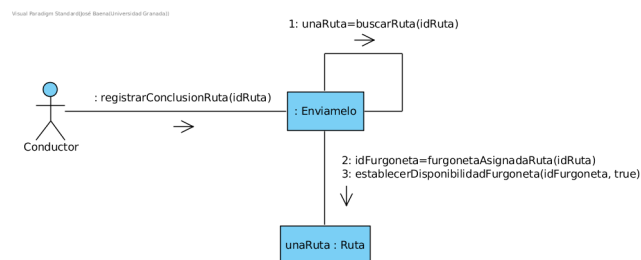 Visual Paradigm Standard(José Baena(Universidad Granada))
1: unaRuta=buscarRuta(idRuta)
: registrarConclusionRuta(idRuta)
: Enviamelo
Conductor
2: idFurgoneta=furgonetaAsignadaRuta(idRuta)
3: establecerDisponibilidadFurgoneta(idFurgoneta, true)
unaRuta : Ruta